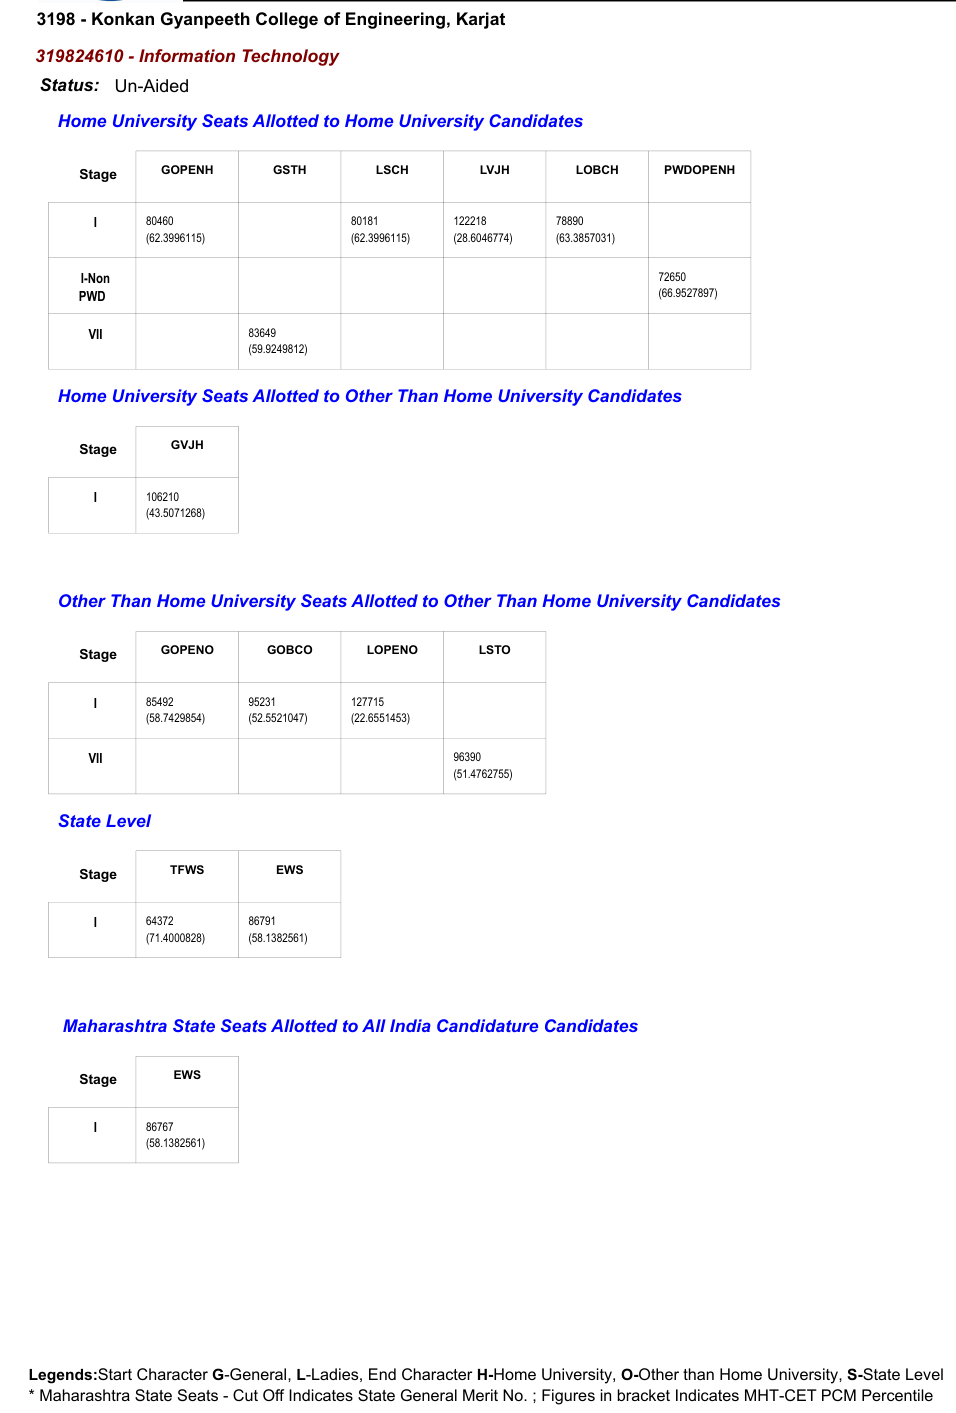 3198 - Konkan Gyanpeeth College of Engineering, Karjat
319824610 - Information Technology
Status: Un-Aided
Home University Seats Allotted to Home University Candidates
Stage GOPENH GSTH LSCH LVJH LOBCH PWDOPENH
I 80460 80181 122218 78890
(62.3996115) (62.3996115) (28.6046774) (63.3857031)
I-Non 72650
PWD (66.9527897)
VII 83649
(59.9249812)
Home University Seats Allotted to Other Than Home University Candidates
Stage GVJH
I 106210
(43.5071268)
Other Than Home University Seats Allotted to Other Than Home University Candidates
Stage GOPENO GOBCO LOPENO LSTO
I 85492 95231 127715
(58.7429854) (52.5521047) (22.6551453)
VII 96390
(51.4762755)
State Level
Stage TFWS EWS
I 64372 86791
(71.4000828) (58.1382561)
Maharashtra State Seats Allotted to All India Candidature Candidates
Stage EWS
I 86767
(58.1382561)
Legends:Start Character G-General, L-Ladies, End Character H-Home University, O-Other than Home University, S-State Level
* Maharashtra State Seats - Cut Off Indicates State General Merit No. ; Figures in bracket Indicates MHT-CET PCM Percentile